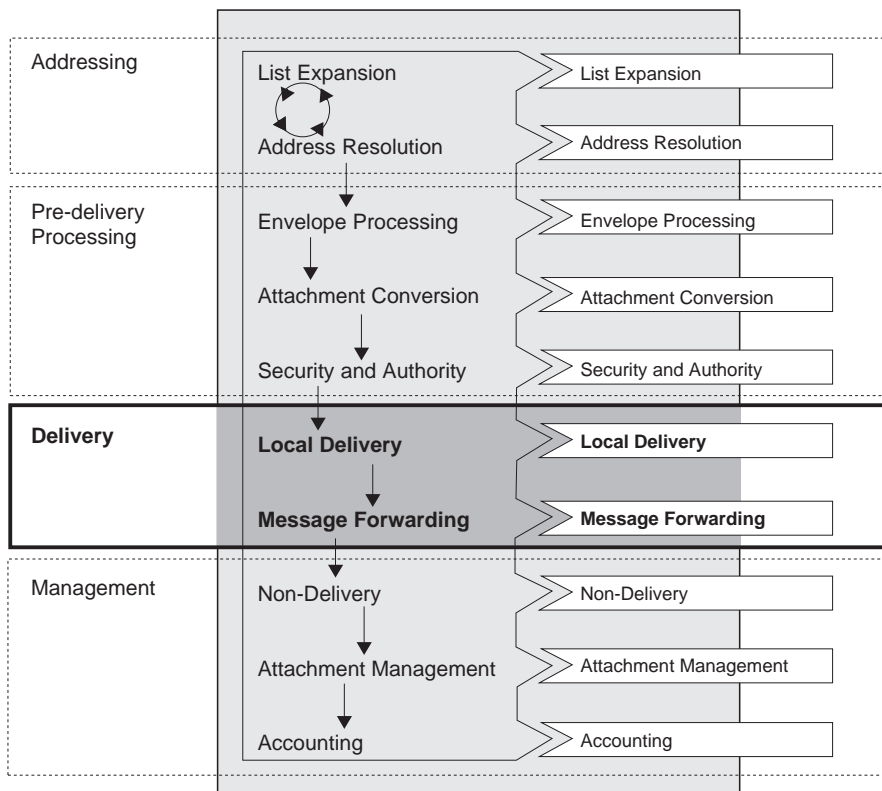 Addressing
List Expansion
List Expansion
Address Resolution
Address Resolution
Pre-delivery
Processing
Envelope Processing
Envelope Processing
Attachment Conversion
Attachment Conversion
Security and Authority
Security and Authority
Delivery
Local Delivery
Local Delivery
Message Forwarding
Message Forwarding
Management
Non-Delivery
Non-Delivery
Attachment Management
Attachment Management
Accounting
Accounting